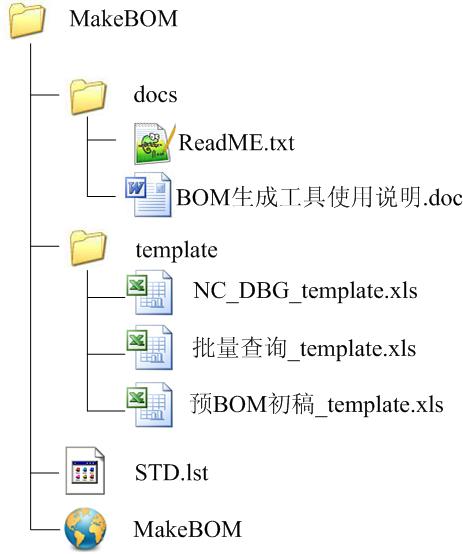 MakeBOM
docs
ReadME.txt
BOM生成工具使用说明.doc
template
NC_DBG_template.xls
批量查询_template.xls
预BOM初稿_template.xls
STD.lst
MakeBOM